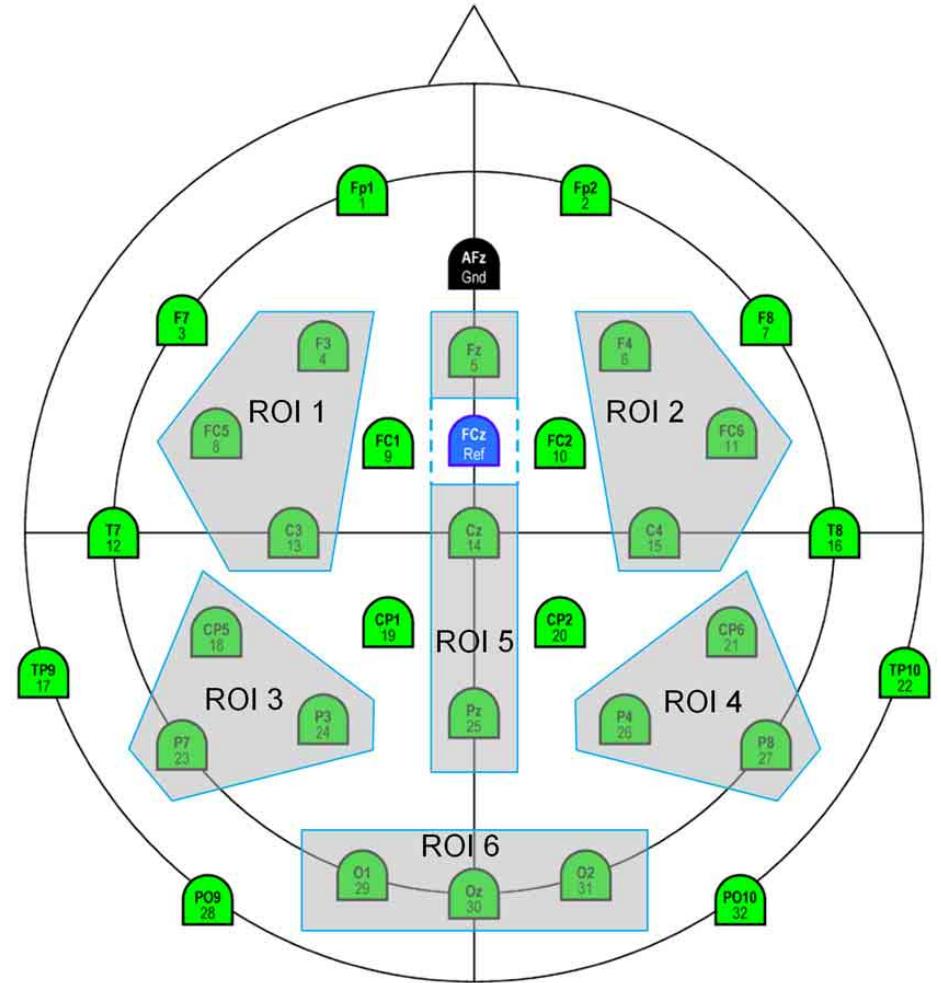 Fp1
1
Fp2
2
AFz
Gnd
F7
3
F8
7
F3
4
Fz
5
F4
6
ROI 1
ROI 2
FC5
8
FC1
9
FCz
Ref
FC2
10
FC6
11
T7
12
C3
13
Cz
14
C4
15
T8
16
CP5
18
CP1
19
ROI 5
CP2
20
CP6
21
TP9
17
TP10
22
ROI 3
ROI 4
P7
23
P3
24
Pz
25
P4
26
P8
27
ROI 6
O1
29
Oz
30
O2
31
PO9
28
PO10
32